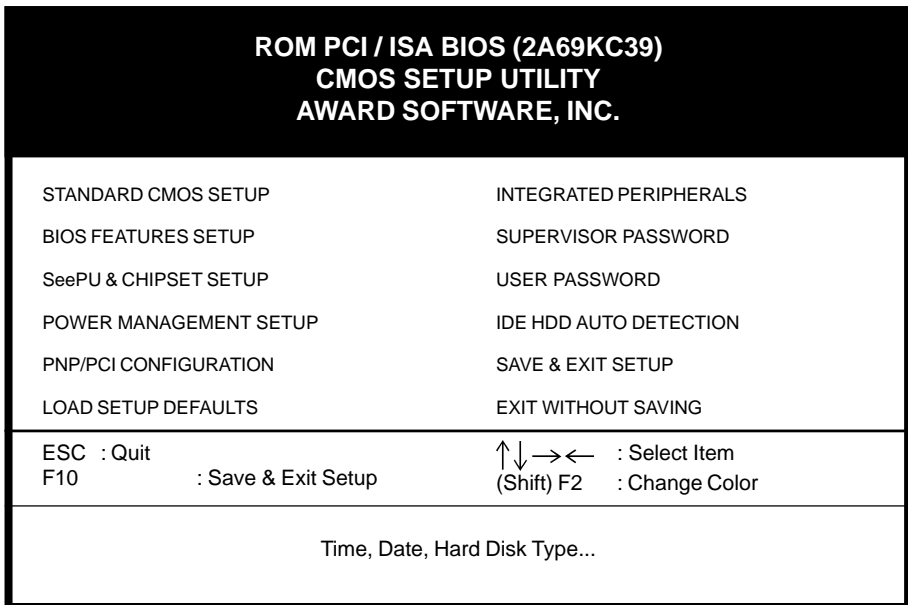 ROM PCI / ISA BIOS (2A69KC39)
CMOS SETUP UTILITY
AWARD SOFTWARE, INC.
STANDARD CMOS SETUP
BIOS FEATURES SETUP
SeePU & CHIPSET SETUP
POWER MANAGEMENT SETUP
PNP/PCI CONFIGURATION
LOAD SETUP DEFAULTS
INTEGRATED PERIPHERALS
SUPERVISOR PASSWORD
USER PASSWORD
IDE HDD AUTO DETECTION
SAVE & EXIT SETUP
EXIT WITHOUT SAVING
ESC : Quit
F10 : Save & Exit Setup
↑↓→← : Select Item
(Shift) F2 : Change Color
Time, Date, Hard Disk Type...